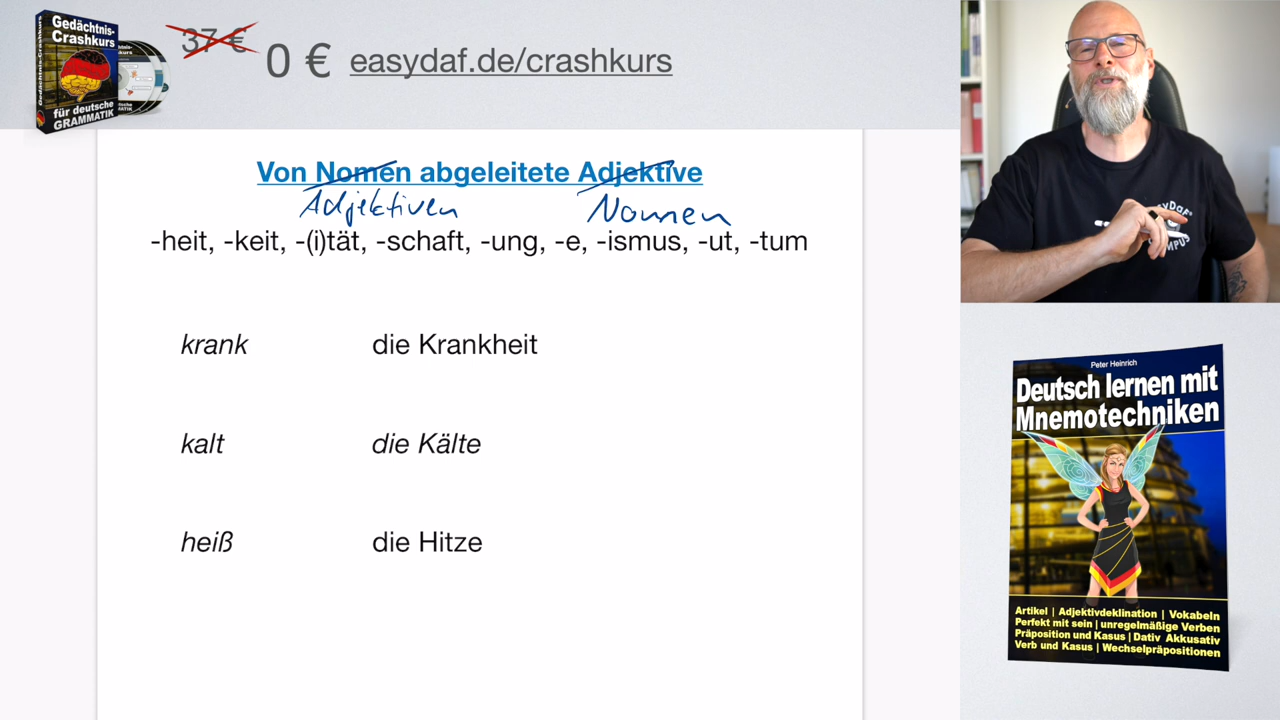 Gedächtnis-
Crashkurs
für deutsche
GRAMMATIK
37 €
0 € easydaf.de/crashkurs
Von Nomen abgeleitete Adjektive
Adjektiven Nomen
-heit, -keit, -(i)tät, -schaft, -ung, -e, -ismus, -ut, -tum
krank die Krankheit
kalt die Kälte
heiß die Hitze
Peter Heinrich
Deutsch lernen mit
Mnemotechniken
Artikel | Adjektivdeklination | Vokabeln
Perfekt mit sein | unregelmäßige Verben
Präposition und Kasus | Dativ Akkusativ
Verb und Kasus | Wechselpräpositionen